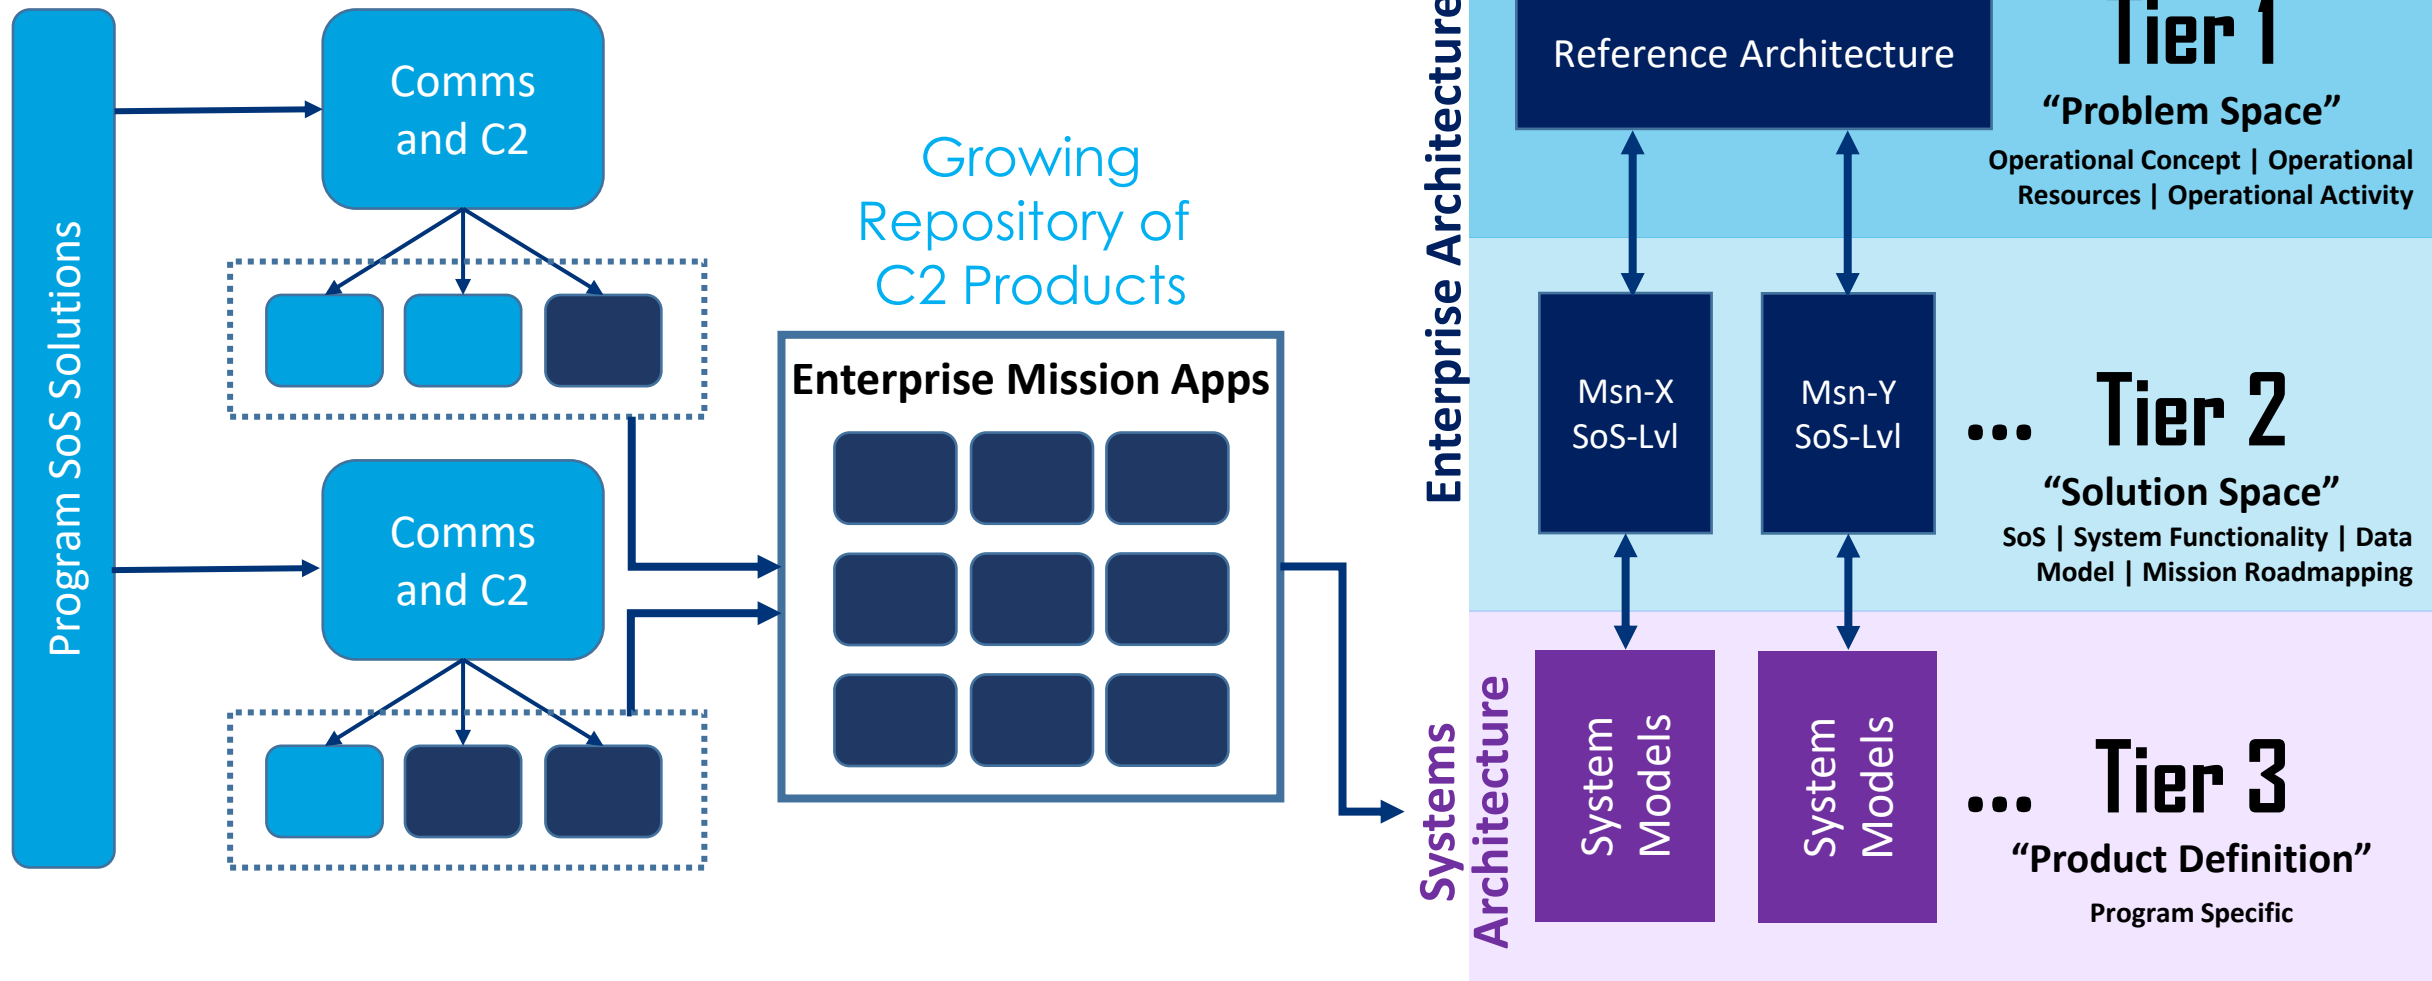 Program SoS Solutions
Comms
and C2
Comms
and C2
Growing
Repository of
C2 Products
Enterprise Mission Apps
Enterprise Architecture
Reference Architecture
Tier 1
“Problem Space”
Operational Concept | Operational
Resources | Operational Activity
Msn-X
SoS-Lvl
Msn-Y
SoS-Lvl
...
Tier 2
“Solution Space”
SoS | System Functionality | Data
Model | Mission Roadmapping
Systems
Architecture
System
Models
System
Models
...
Tier 3
“Product Definition”
Program Specific